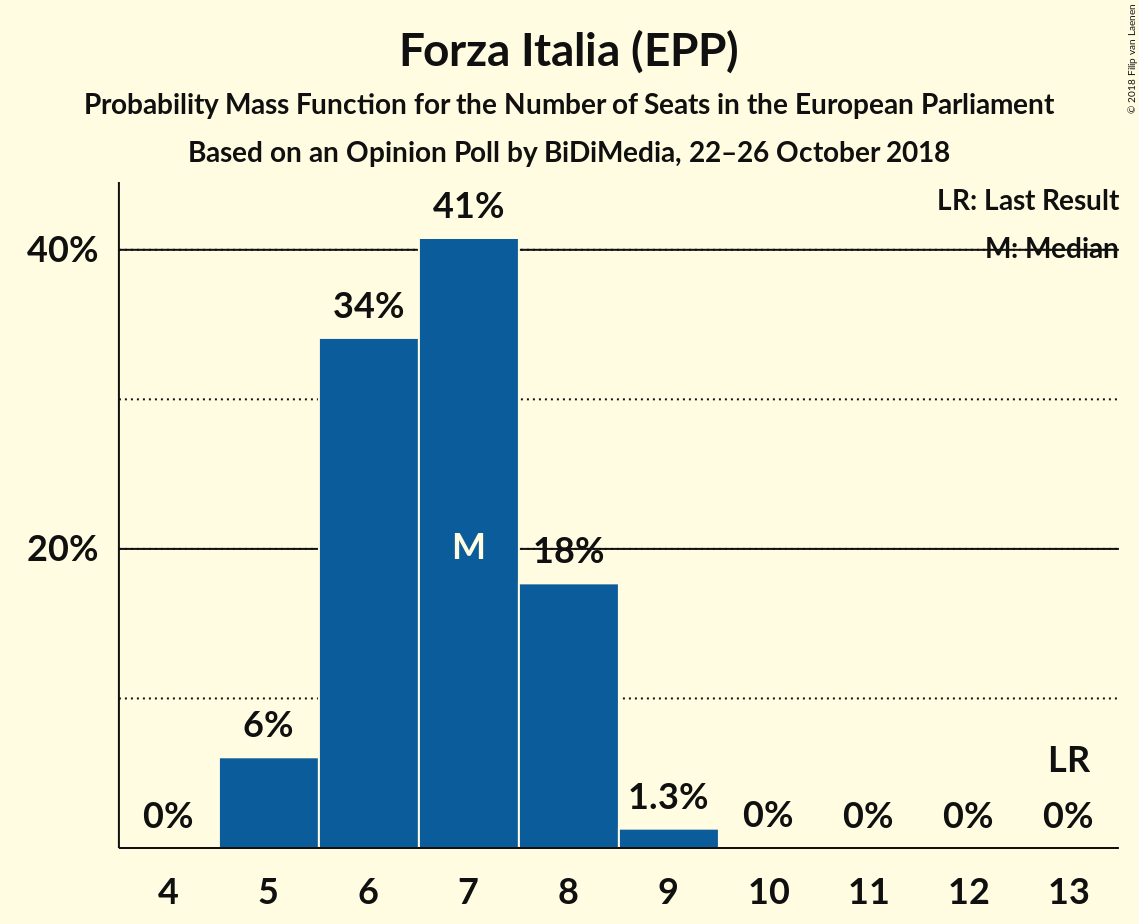 Forza Italia (EPP)
Probability Mass Function for the Number of Seats in the European Parliament
Based on an Opinion Poll by BiDiMedia, 22–26 October 2018
© 2018 Filip van Laenen
LR: Last Result
M: Median
40%
20%
0%
6%
34%
41%
M
18%
1.3%
0%
0%
0%
LR
0%
4 5 6 7 8 9 10 11 12 13